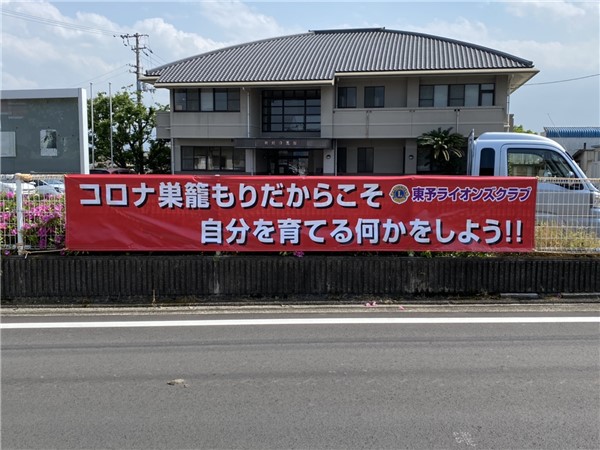 コロナ巣籠もりだからこそ 東予ライオンズクラブ
自分を育てる何かをしよう!!